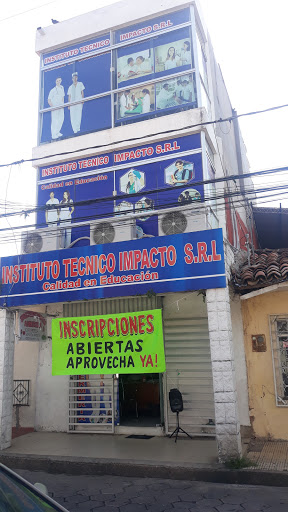 INSTITUTO TECNICO IMPACTO S.R.L
INSTITUTO TECNICO IMPACTO S.R.L
Calidad en Educación
INSTITUTO TECNICO IMPACTO S.R.L
Calidad en Educación
INSCRIPCIONES
ABIERTAS
APROVECHA YA!